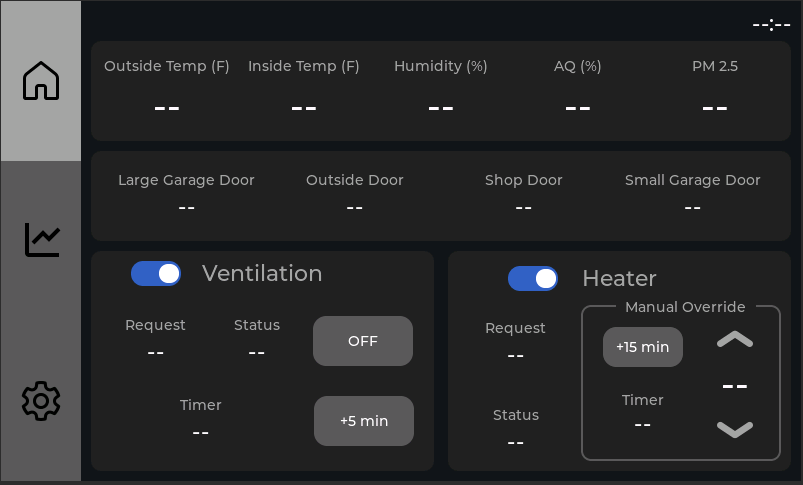 --:--
Outside Temp (F) Inside Temp (F) Humidity (%) AQ (%) PM 2.5
-- -- -- -- --
Large Garage Door Outside Door Shop Door Small Garage Door
-- -- -- --
Ventilation
Request Status OFF
-- --
Timer +5 min
--
Heater
Request
--
Status
--
Manual Override
+15 min
--
Timer
--